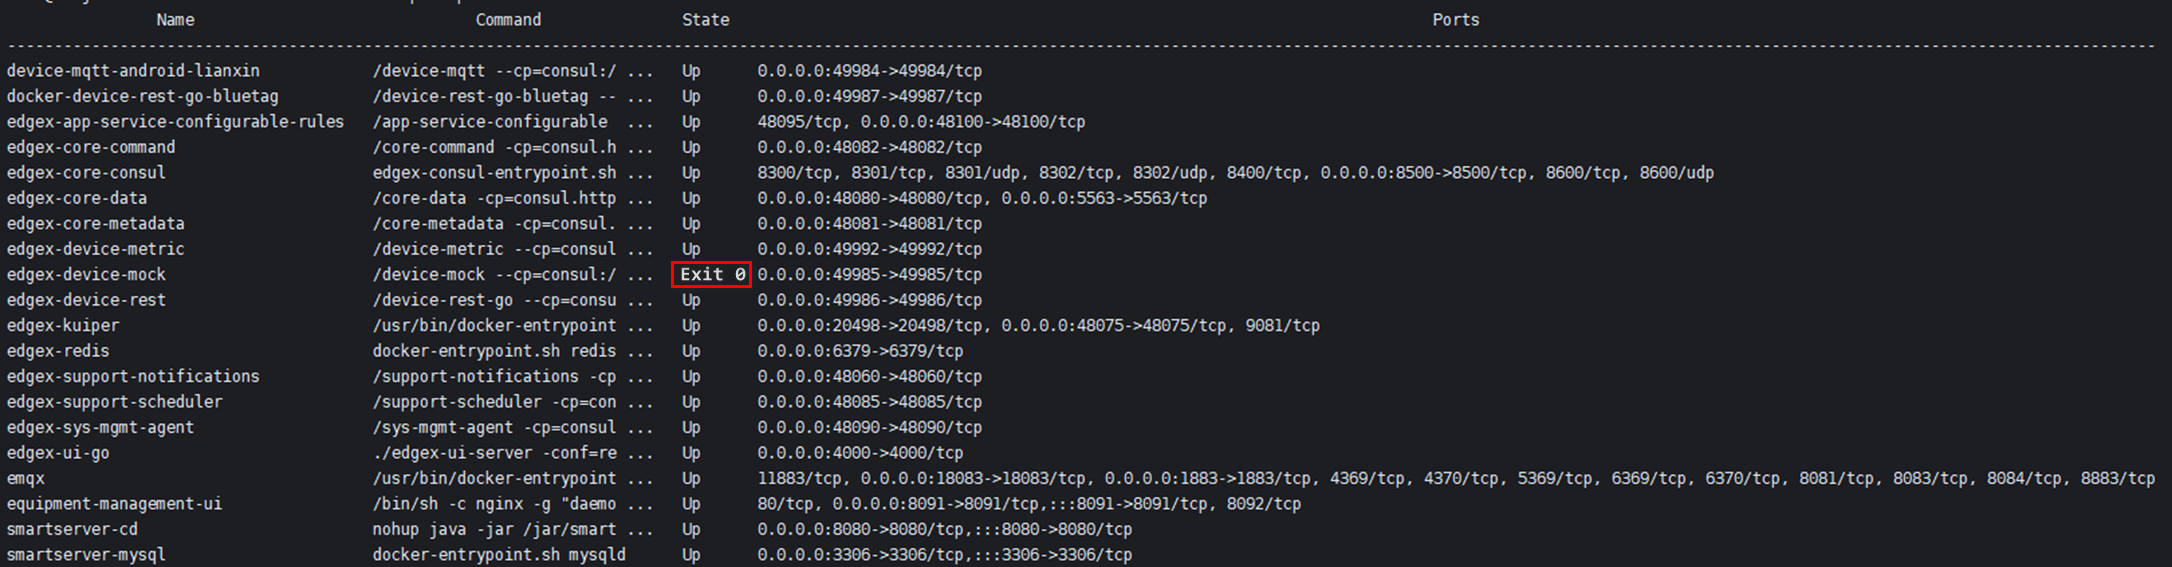 Name Command State Ports
--------------------------------------------------------------------------------------------------------------------------------------------------------------------------------------------------------------------------------------
device-mqtt-android-lianxin /device-mqtt --cp=consul:/ ... Up 0.0.0.0:49984->49984/tcp
docker-device-rest-go-bluetag /device-rest-go-bluetag -- ... Up 0.0.0.0:49987->49987/tcp
edgex-app-service-configurable-rules /app-service-configurable ... Up 48095/tcp, 0.0.0.0:48100->48100/tcp
edgex-core-command /core-command -cp=consul.h ... Up 0.0.0.0:48082->48082/tcp
edgex-core-consul edgex-consul-entrypoint.sh ... Up 8300/tcp, 8301/tcp, 8301/udp, 8302/tcp, 8302/udp, 8400/tcp, 0.0.0.0:8500->8500/tcp, 8600/tcp, 8600/udp
edgex-core-data /core-data -cp=consul.http ... Up 0.0.0.0:48080->48080/tcp, 0.0.0.0:5563->5563/tcp
edgex-core-metadata /core-metadata -cp=consul. ... Up 0.0.0.0:48081->48081/tcp
edgex-device-metric /device-metric --cp=consul ... Up 0.0.0.0:49992->49992/tcp
edgex-device-mock /device-mock --cp=consul:/ ... Exit 0 0.0.0.0:49985->49985/tcp
edgex-device-rest /device-rest-go --cp=consu ... Up 0.0.0.0:49986->49986/tcp
edgex-kuiper /usr/bin/docker-entrypoint ... Up 0.0.0.0:20498->20498/tcp, 0.0.0.0:48075->48075/tcp, 9081/tcp
edgex-redis docker-entrypoint.sh redis ... Up 0.0.0.0:6379->6379/tcp
edgex-support-notifications /support-notifications -cp ... Up 0.0.0.0:48060->48060/tcp
edgex-support-scheduler /support-scheduler -cp=con ... Up 0.0.0.0:48085->48085/tcp
edgex-sys-mgmt-agent /sys-mgmt-agent -cp=consul ... Up 0.0.0.0:48090->48090/tcp
edgex-ui-go ./edgex-ui-server -conf=re ... Up 0.0.0.0:4000->4000/tcp
emqx /usr/bin/docker-entrypoint ... Up 11883/tcp, 0.0.0.0:18083->18083/tcp, 0.0.0.0:1883->1883/tcp, 4369/tcp, 4370/tcp, 5369/tcp, 6369/tcp, 6370/tcp, 8081/tcp, 8083/tcp, 8084/tcp, 8883/tcp
equipment-management-ui /bin/sh -c nginx -g "daemo ... Up 80/tcp, 0.0.0.0:8091->8091/tcp,:::8091->8091/tcp, 8092/tcp
smartserver-cd nohup java -jar /jar/smart ... Up 0.0.0.0:8080->8080/tcp,:::8080->8080/tcp
smartserver-mysql docker-entrypoint.sh mysqld Up 0.0.0.0:3306->3306/tcp,:::3306->3306/tcp